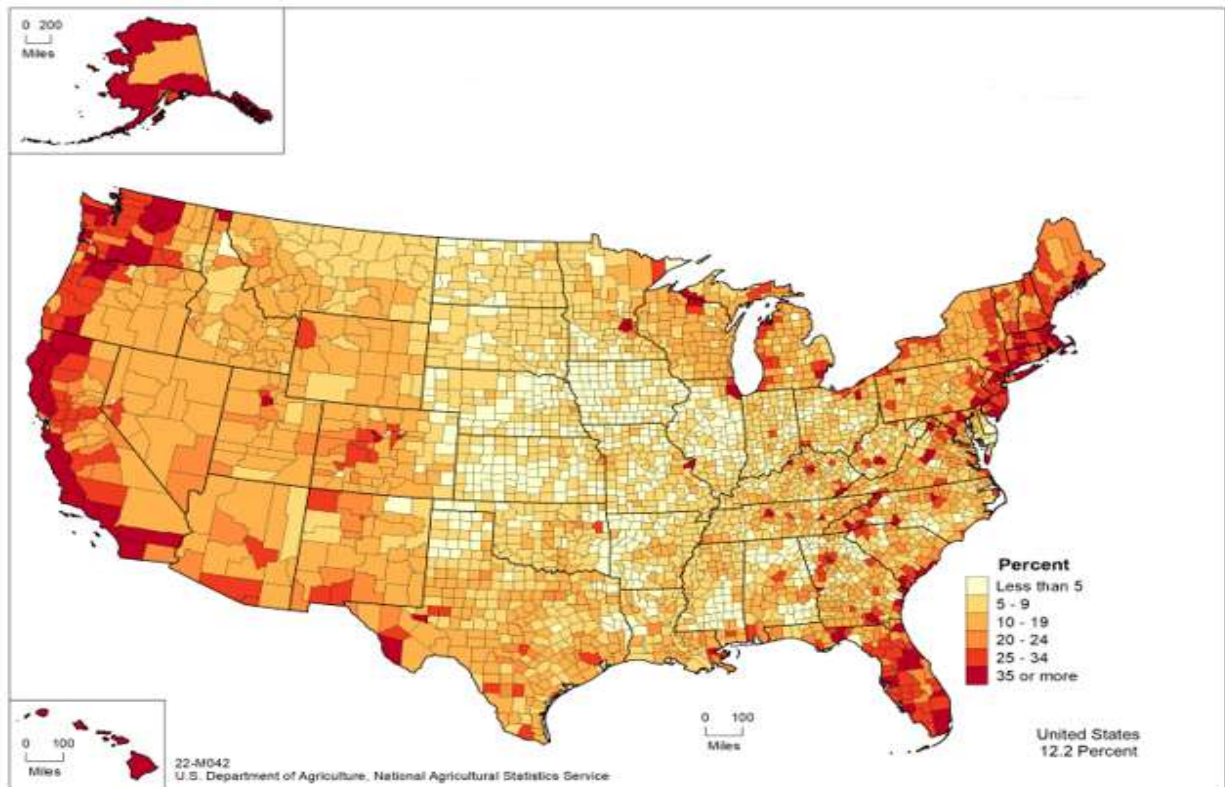 0 200
Miles
Percent
Less than 5
5 - 9
10 - 19
20 - 24
25 - 34
35 or more
0 100
Miles
0 100
Miles
United States
12.2 Percent
22-M042
U.S. Department of Agriculture, National Agricultural Statistics Service